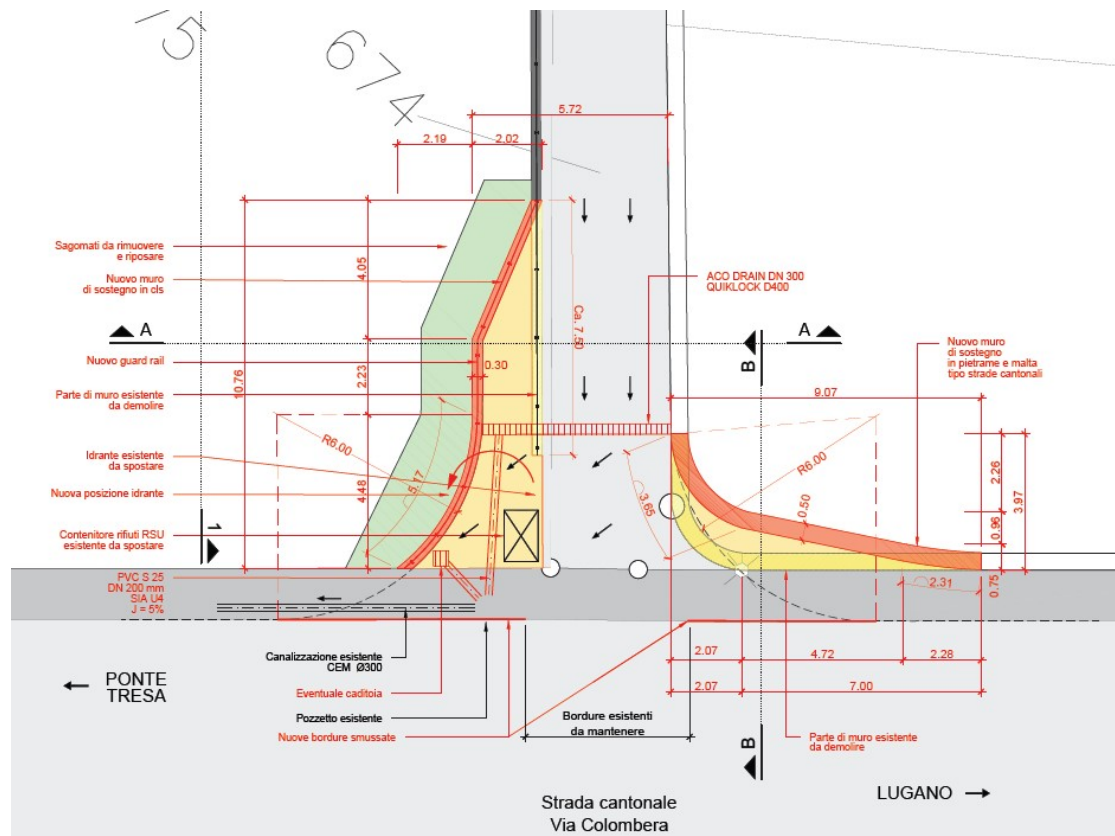 75
674
5.72
2.19
2.02
Sagomati da rimuovere
e riposare
Nuovo muro
di sostegno in cls
4.05
ACO DRAIN DN 300
QUIKLOCK D400
Ca. 7.50
A
A
B
Nuovo guard rail
0.30
Nuovo muro
di sostegno
in pietrame e malta
tipo strade cantonali
10.76
2.23
Parte di muro esistente
da demolire
9.07
R6.00
R6.00
Idrante esistente
da spostare
5.17
2.26
3.97
Nuova posizione idrante
4.48
3.65
0.50
0.96
1
Contenitore rifiuti RSU
esistente da spostare
PVC S 25
DN 200 mm
SIA U4
J = 5%
2.31
0.75
Canalizzazione esistente
CEM Ø300
2.07
4.72
2.28
PONTE
TRESA
Eventuale caditoia
2.07
7.00
Pozzetto esistente
Bordure esistenti
da mantenere
Nuove bordure smussate
B
Parte di muro esistente
da demolire
LUGANO
Strada cantonale
Via Colombera